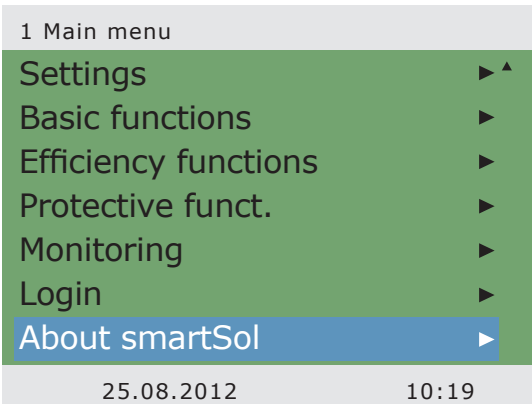 1 Main menu
Settings
Basic functions
Efficiency functions
Protective funct.
Monitoring
Login
About smartSol
25.08.2012 10:19